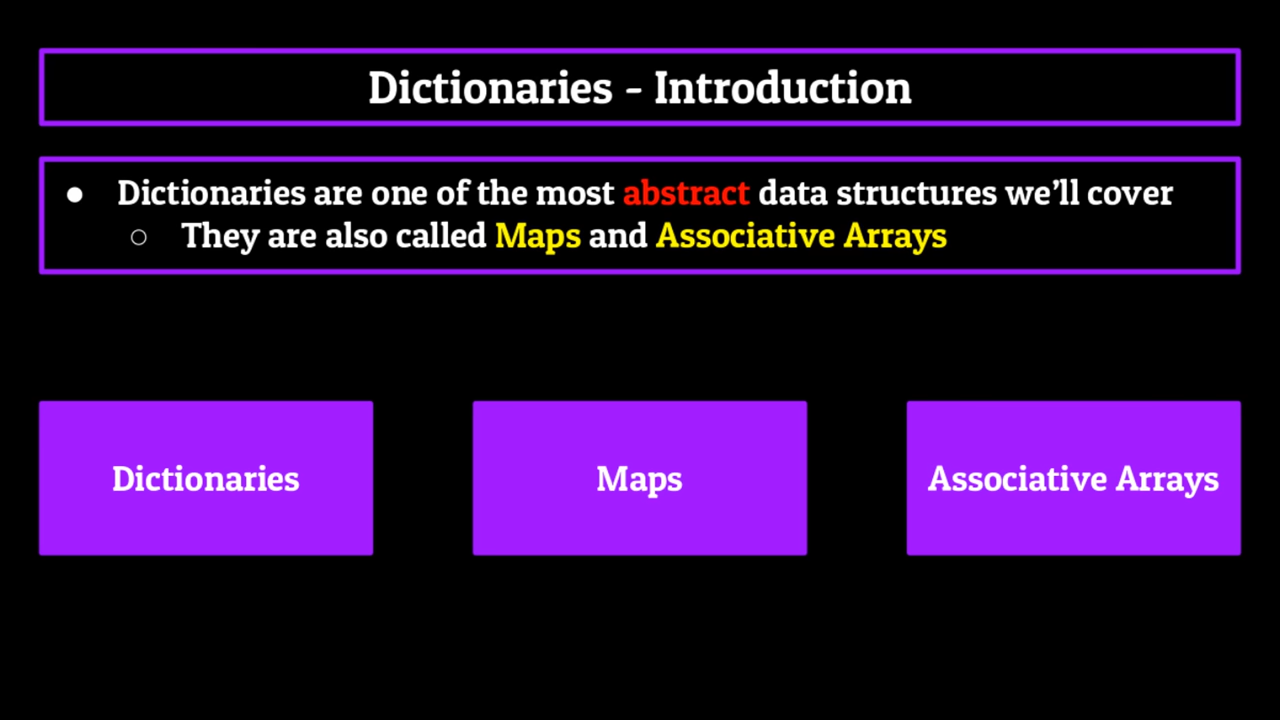 Dictionaries - Introduction
● Dictionaries are one of the most abstract data structures we’ll cover
○ They are also called Maps and Associative Arrays
Dictionaries
Maps
Associative Arrays